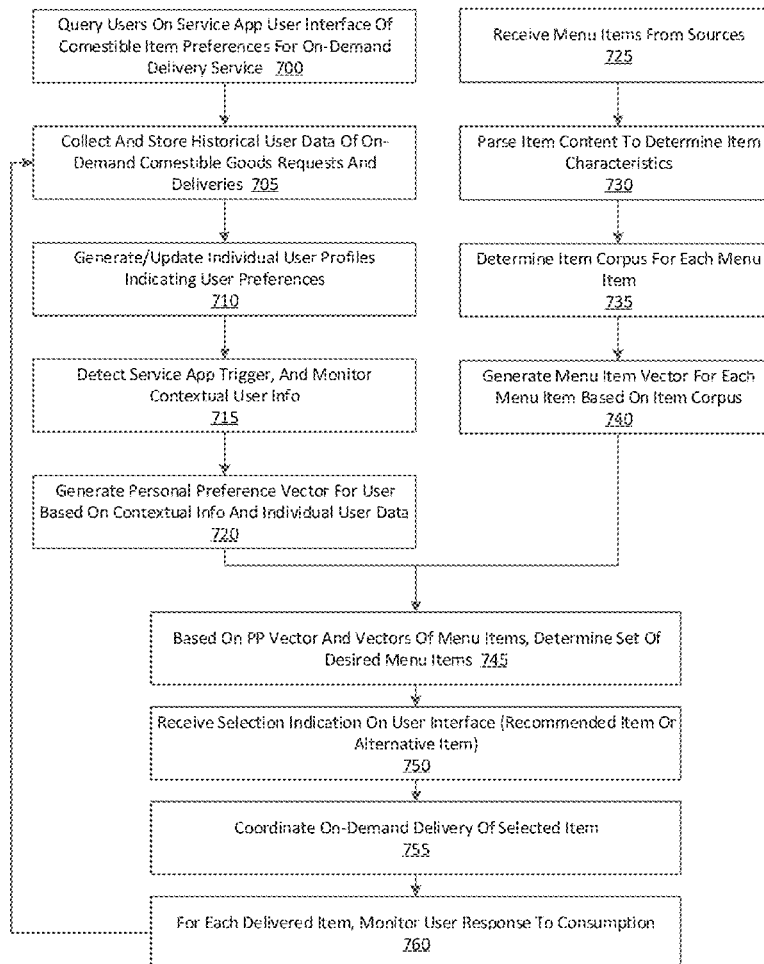 Query Users On Service App User Interface Of
Comestible Item Preferences For On-Demand
Delivery Service 700
Collect And Store Historical User Data Of On-
Demand Comestible Goods Requests And
Deliveries 705
Generate/Update Individual User Profiles
Indicating User Preferences
710
Detect Service App Trigger, And Monitor
Contextual User Info
715
Generate Personal Preference Vector For User
Based On Contextual Info And Individual User Data
720
Receive Menu Items From Sources
725
Parse Item Content To Determine Item
Characteristics
730
Determine Item Corpus For Each Menu
Item
735
Generate Menu Item Vector For Each
Menu Item Based On Item Corpus
740
Based On PP Vector And Vectors Of Menu Items, Determine Set Of
Desired Menu Items 745
Receive Selection Indication On User Interface (Recommended Item Or
Alternative Item)
750
Coordinate On-Demand Delivery Of Selected Item
755
For Each Delivered Item, Monitor User Response To Consumption
760